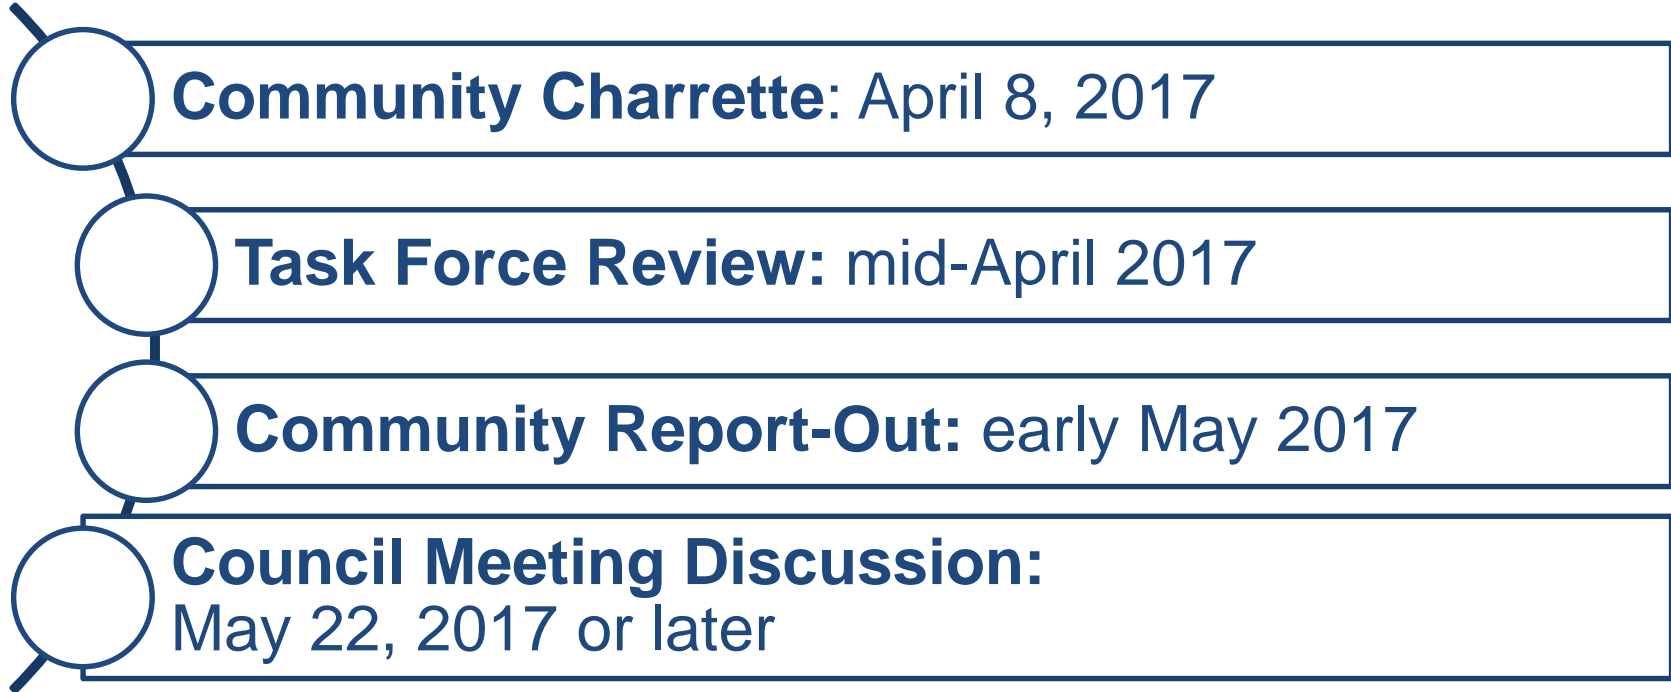 Community Charrette: April 8, 2017
Task Force Review: mid-April 2017
Community Report-Out: early May 2017
Council Meeting Discussion:
May 22, 2017 or later